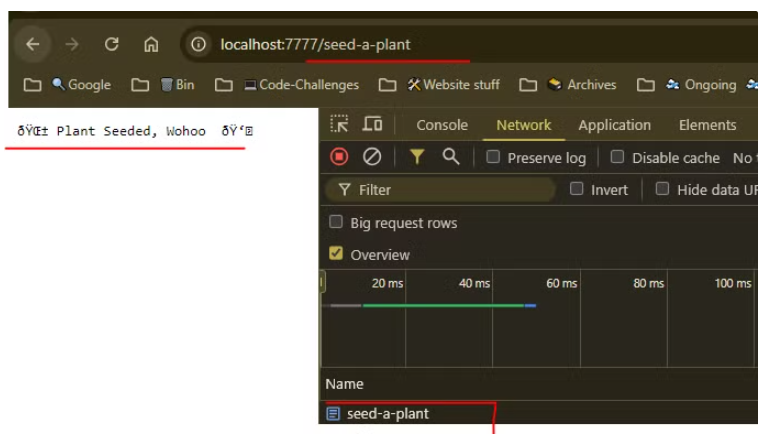 localhost:7777/seed-a-plant
Google Bin Code-Challenges Website stuff Archives Ongoing
ðŸŒ± Plant Seeded, Wohoo ðŸ‘
Console Network Application Elements
Preserve log Disable cache No
Filter Invert Hide data UR
Big request rows
Overview
20 ms 40 ms 60 ms 80 ms 100 ms
Name
seed-a-plant